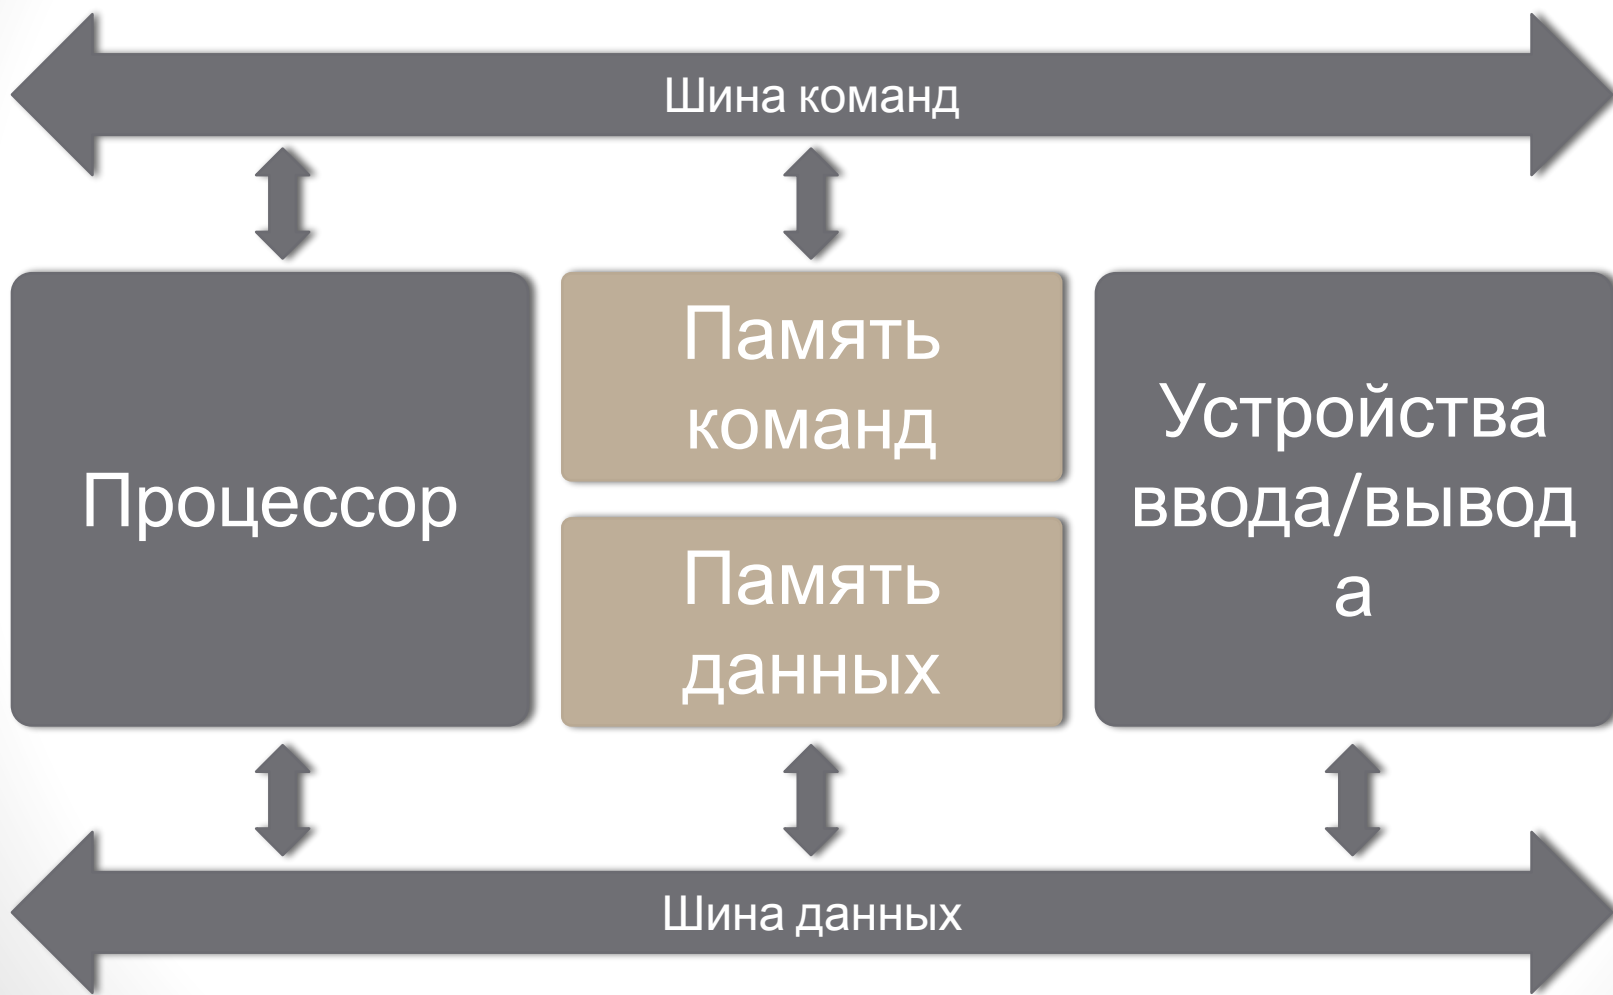 Шина команд
Процессор
Память
команд
Память
данных
Устройства
ввода/вывод
а
Шина данных